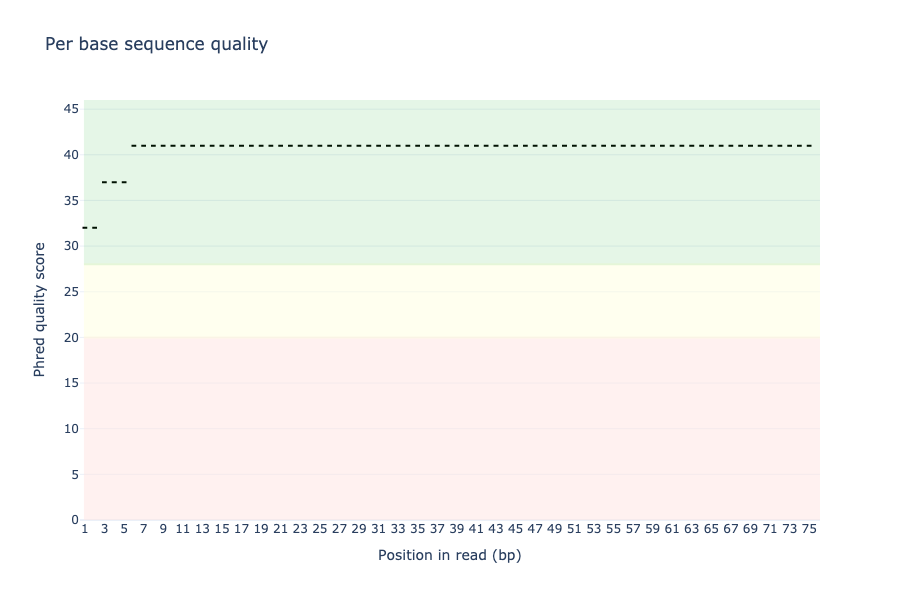 Per base sequence quality
45
40
35
30
25
20
15
10
5
0
Phred quality score
1 3 5 7 9 11 13 15 17 19 21 23 25 27 29 31 33 35 37 39 41 43 45 47 49 51 53 55 57 59 61 63 65 67 69 71 73 75
Position in read (bp)